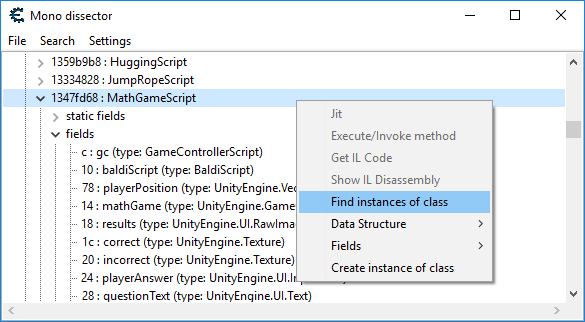 Mono dissector
File Search Settings
1359b9b8 : HuggingScript
13334828 : JumpRopeScript
1347fd68 : MathGameScript
static fields
fields
c : gc (type: GameControllerScript)
10 : baldiScript (type: BaldiScript)
78 : playerPosition (type: UnityEngine.Vec
14 : mathGame (type: UnityEngine.Game
18 : results (type: UnityEngine.UI.RawIma
1c : correct (type: UnityEngine.Texture)
20 : incorrect (type: UnityEngine.Texture)
24 : playerAnswer (type: UnityEngine.UI.Inp
28 : questionText (type: UnityEngine.UI.Text)
Jit
Execute/Invoke method
Get IL Code
Show IL Disassembly
Find instances of class
Data Structure
Fields
Create instance of class